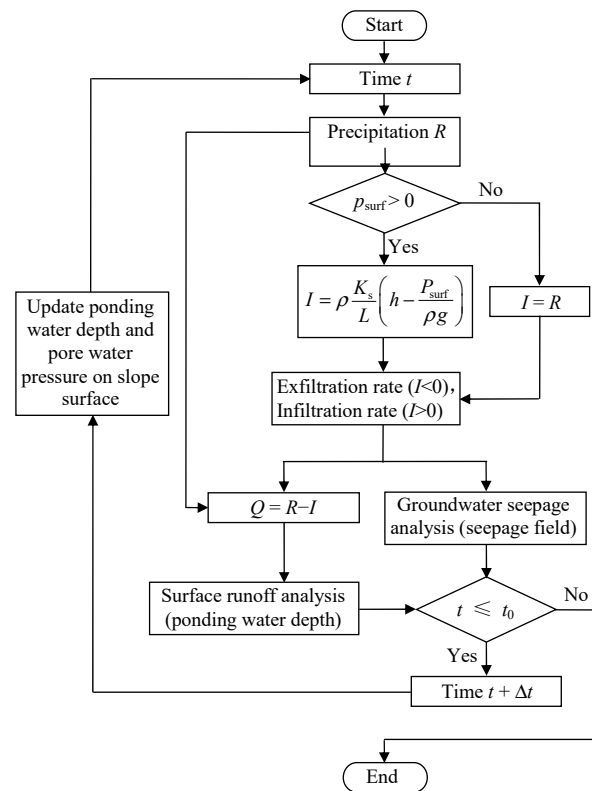 Start
Time t
Precipitation R
p_surf > 0
No
Yes
I = ρ K_s/L (h − P_surf/ρg)
I = R
Update ponding
water depth and
pore water
pressure on slope
surface
Exfiltration rate (I<0),
Infiltration rate (I>0)
Q = R−I
Groundwater seepage
analysis (seepage field)
Surface runoff analysis
(ponding water depth)
t ⩽ t_0
No
Yes
Time t + Δt
End